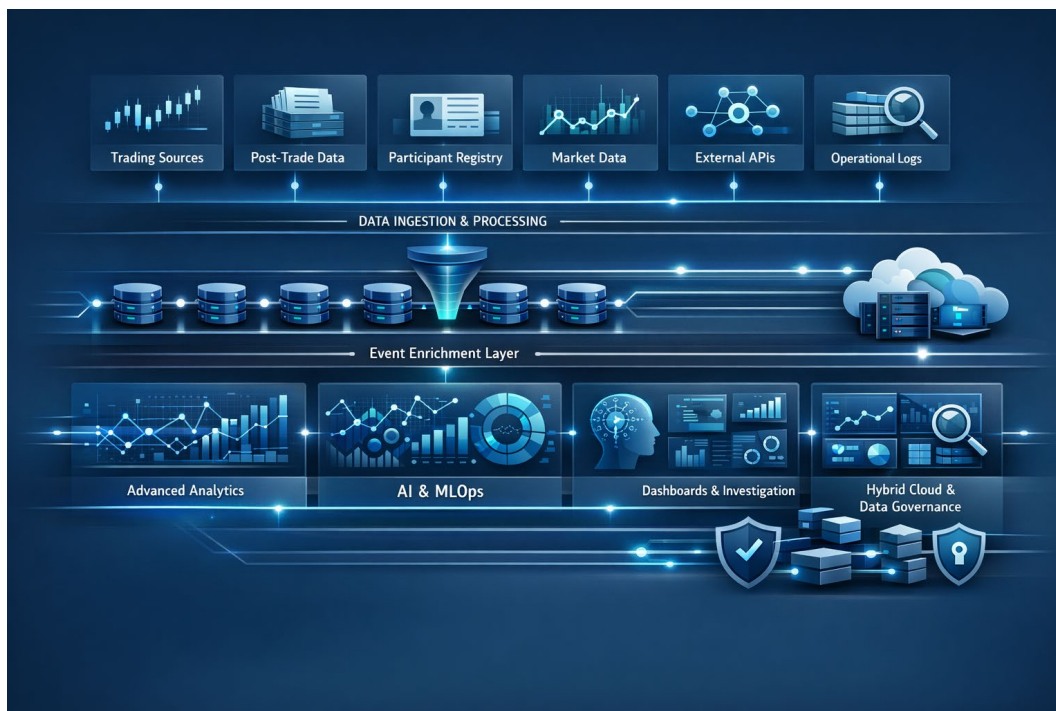 Trading Sources
Post-Trade Data
Participant Registry
Market Data
External APIs
Operational Logs
DATA INGESTION & PROCESSING
Event Enrichment Layer
Advanced Analytics
AI & MLOps
Dashboards & Investigation
Hybrid Cloud &
Data Governance